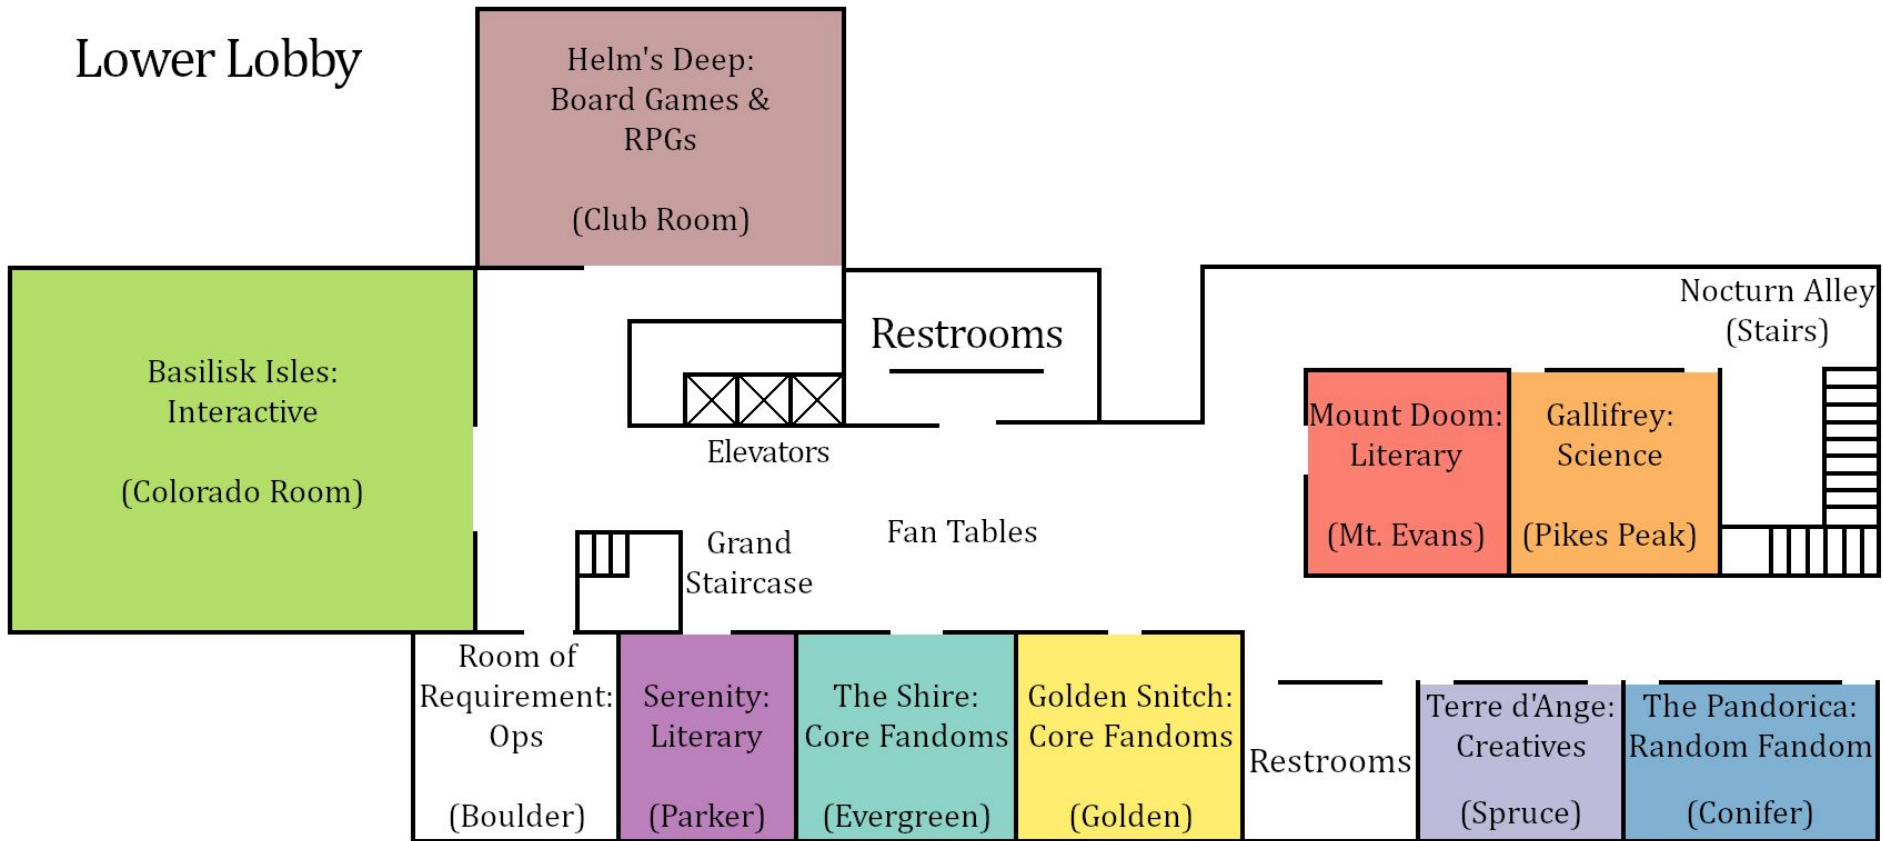 Lower Lobby
Helm's Deep:
Board Games &
RPGs
(Club Room)
Nocturn Alley
(Stairs)
Restrooms
Basilisk Isles:
Interactive
(Colorado Room)
Mount Doom:
Literary
(Mt. Evans)
Gallifrey:
Science
(Pikes Peak)
Elevators
Fan Tables
Grand
Staircase
Room of
Requirement:
Ops
(Boulder)
Serenity:
Literary
(Parker)
The Shire:
Core Fandoms
(Evergreen)
Golden Snitch:
Core Fandoms
(Golden)
Restrooms
Terre d'Ange:
Creatives
(Spruce)
The Pandorica:
Random Fandom
(Conifer)